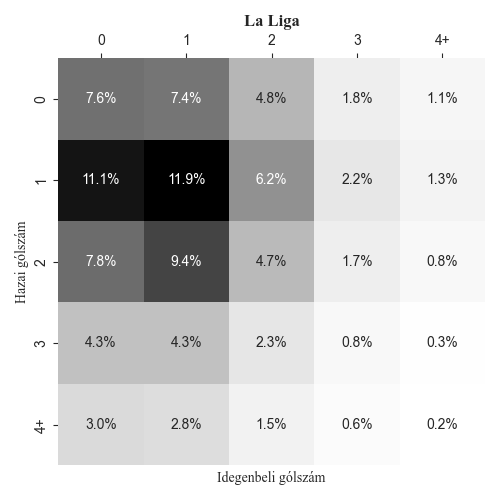 La Liga
0 1 2 3 4+
0 7.6% 7.4% 4.8% 1.8% 1.1%
1 11.1% 11.9% 6.2% 2.2% 1.3%
2 7.8% 9.4% 4.7% 1.7% 0.8%
3 4.3% 4.3% 2.3% 0.8% 0.3%
4+ 3.0% 2.8% 1.5% 0.6% 0.2%
Hazai gólszám
Idegenbeli gólszám